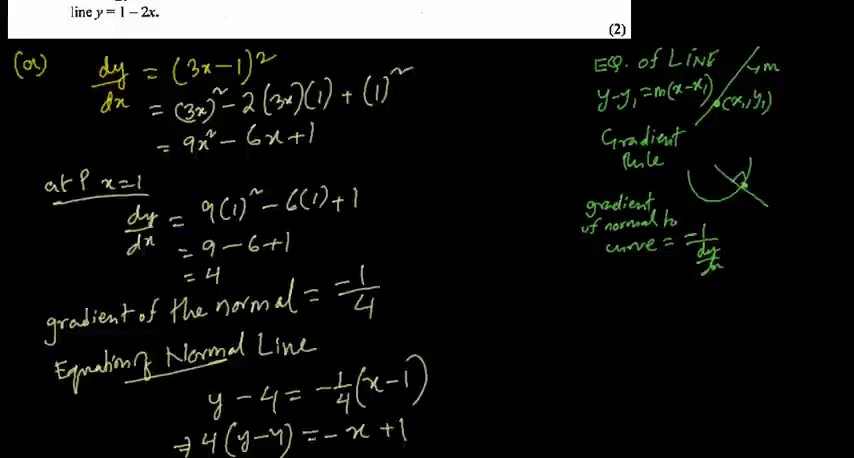 line y = 1 – 2x.
(2)
(a) dy/dx = (3x-1)²
= (3x)² - 2(3x)(1) + (1)²
= 9x² - 6x + 1
at P x=1
dy/dx = 9(1)² - 6(1) + 1
= 9 - 6 + 1
= 4
gradient of the normal = -1/4
Equation of Normal Line
y - 4 = -1/4 (x-1)
⇒ 4(y-4) = -x + 1
EQ. of LINE
y-y₁ = m(x-x₁)
m
(x₁, y₁)
Gradient
Rule
gradient
of normal to
curve = -1/(dy/dx)